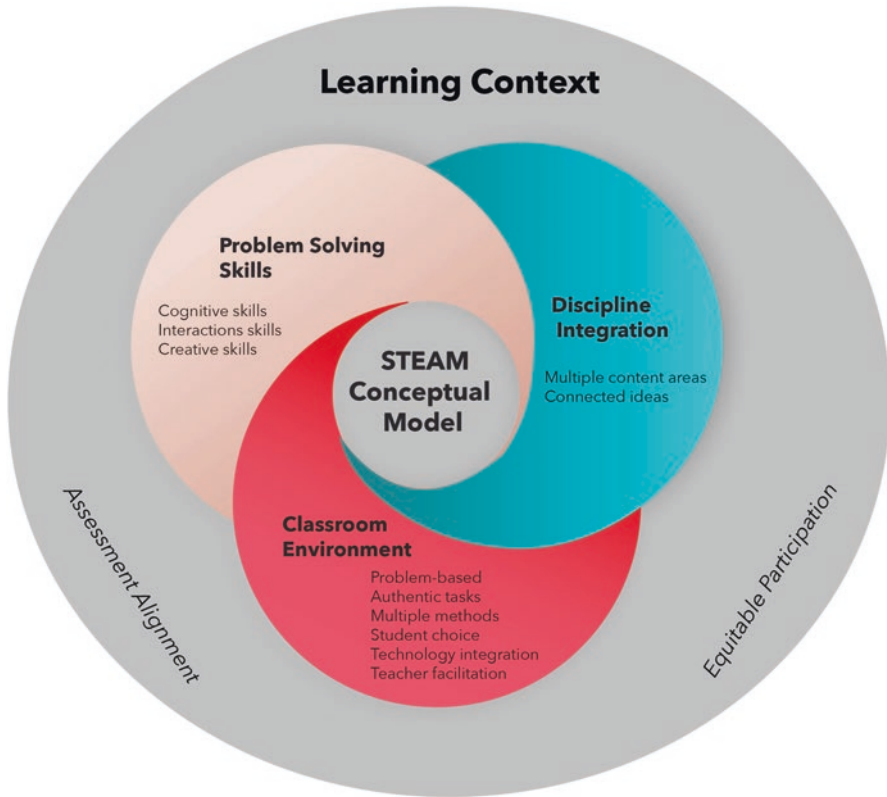 Learning Context
Problem Solving
Skills
Cognitive skills
Interactions skills
Creative skills
Discipline
Integration
Multiple content areas
Connected ideas
STEAM
Conceptual
Model
Classroom
Environment
Problem-based
Authentic tasks
Multiple methods
Student choice
Technology integration
Teacher facilitation
Assessment Alignment
Equitable Participation